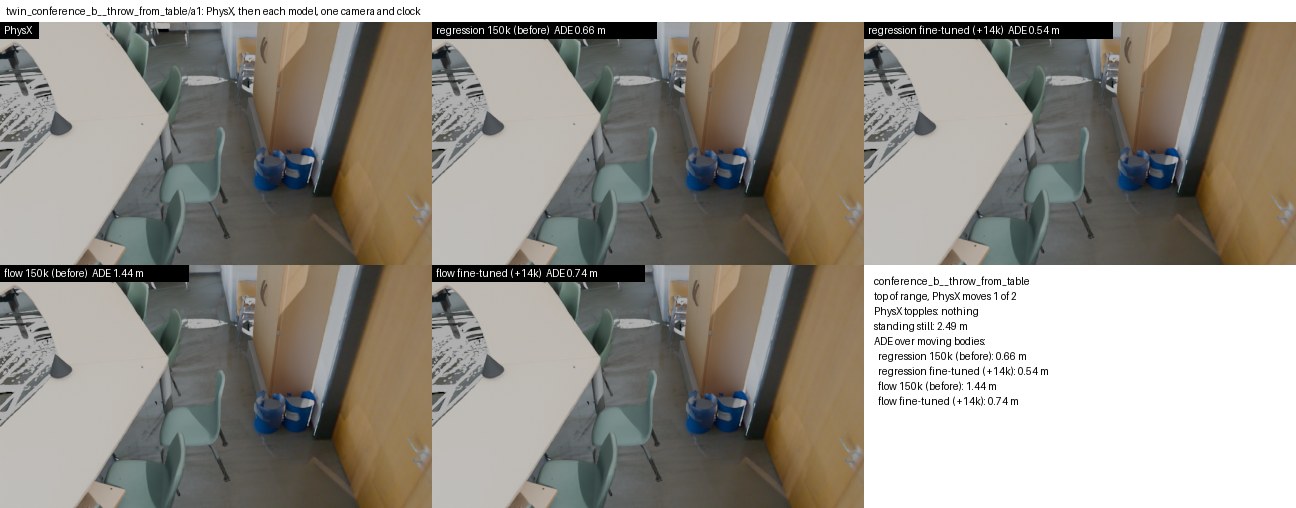 twin_conference_b__throw_from_table/a1: PhysX, then each model, one camera and clock
PhysX
regression 150k (before) ADE 0.66 m
regression fine-tuned (+14k) ADE 0.54 m
flow 150k (before) ADE 1.44 m
flow fine-tuned (+14k) ADE 0.74 m
conference_b__throw_from_table
top of range, PhysX moves 1 of 2
PhysX topples: nothing
standing still: 2.49 m
ADE over moving bodies:
regression 150k (before): 0.66 m
regression fine-tuned (+14k): 0.54 m
flow 150k (before): 1.44 m
flow fine-tuned (+14k): 0.74 m